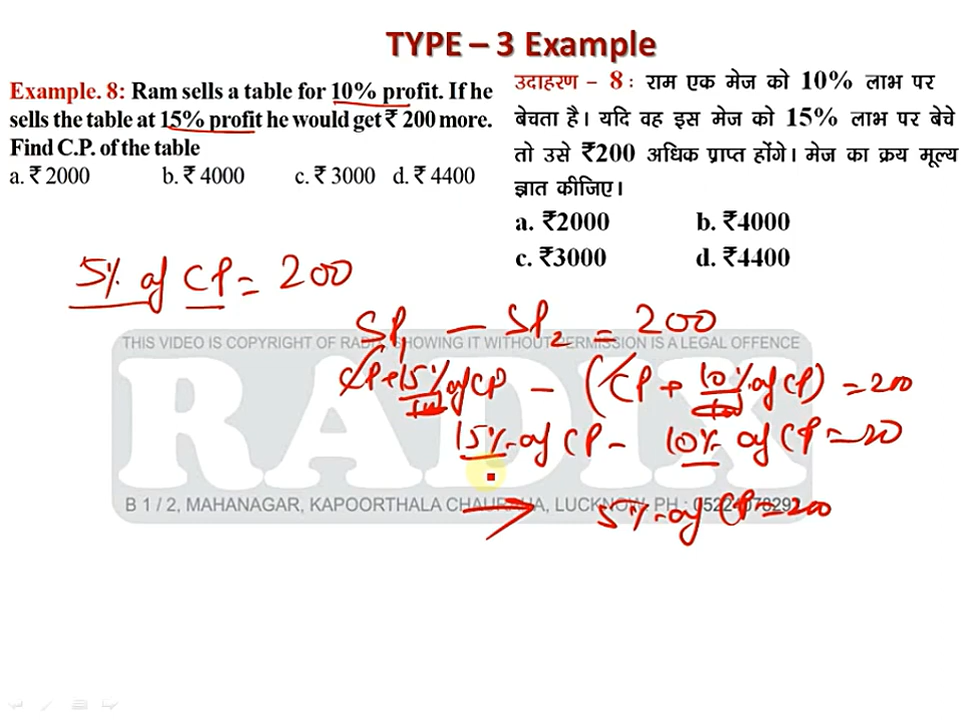 TYPE – 3 Example
Example. 8: Ram sells a table for 10% profit. If he
sells the table at 15% profit he would get ₹ 200 more.
Find C.P. of the table
a. ₹ 2000 b. ₹ 4000 c. ₹ 3000 d. ₹ 4400
उदाहरण – 8 : राम एक मेज को 10% लाभ पर
बेचता है। यदि वह इस मेज को 15% लाभ पर बेचे
तो उसे ₹200 अधिक प्राप्त होंगे। मेज का क्रय मूल्य
ज्ञात कीजिए।
a. ₹2000 b. ₹4000
c. ₹3000 d. ₹4400
5% of CP = 200
SP1 – SP2 = 200
THIS VIDEO IS COPYRIGHT OF RADIX SHOWING IT WITHOUT PERMISSION IS A LEGAL OFFENCE
CP + 15% of CP – (CP + 10% of CP) = 200
RADIX
15% of CP – 10% of CP = 20
B 1 / 2, MAHANAGAR, KAPOORTHALA CHAURAHA, LUCKNOW PH.:
5% of CP = 200